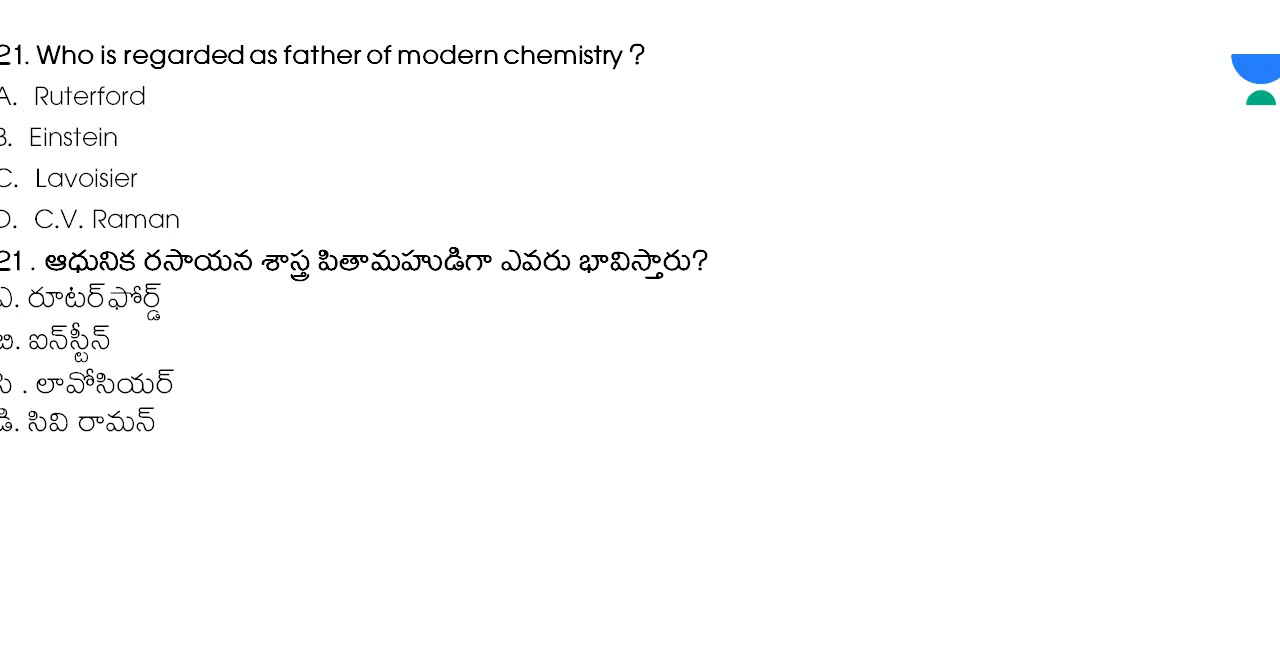 21. Who is regarded as father of modern chemistry ?
A. Ruterford
B. Einstein
C. Lavoisier
D. C.V. Raman
21 . ఆధునిక రసాయన శాస్త్ర పితామహుడిగా ఎవరు భావిస్తారు?
ఎ. రూటర్‌ఫోర్డ్
బి. ఐన్‌స్టీన్
సి . లావోసియర్
డి. సివి రామన్